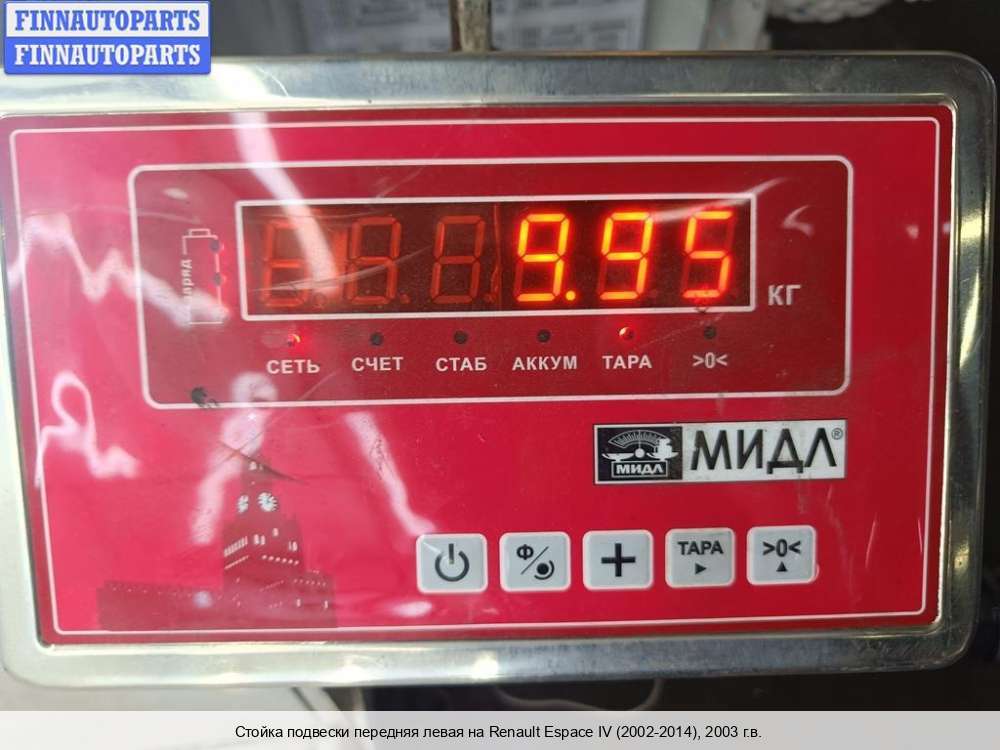 FINNAUTOPARTS
FINNAUTOPARTS
9.95
КГ
СЕТЬ СЧЕТ СТАБ АККУМ ТАРА >0<
МИДЛ МИДЛ®
Ф ТАРА >0<
Стойка подвески передняя левая на Renault Espace IV (2002-2014), 2003 г.в.